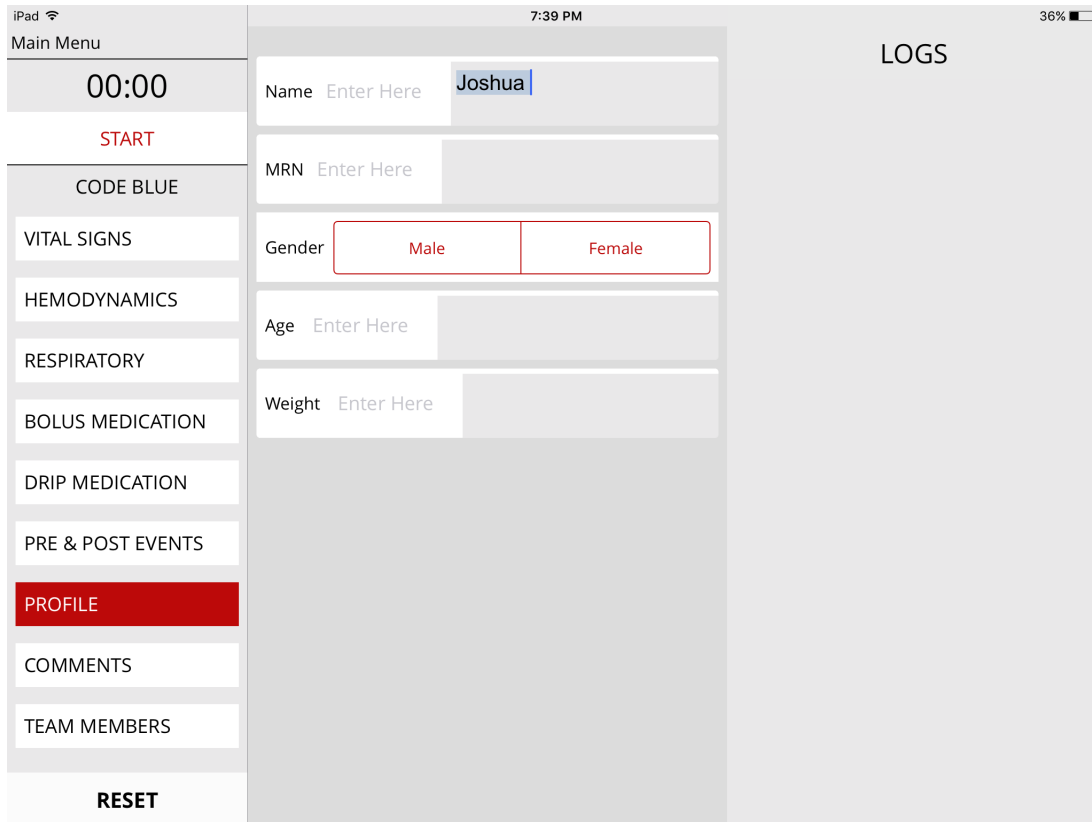 iPad
7:39 PM
36%
Main Menu
00:00
START
CODE BLUE
VITAL SIGNS
HEMODYNAMICS
RESPIRATORY
BOLUS MEDICATION
DRIP MEDICATION
PRE & POST EVENTS
PROFILE
COMMENTS
TEAM MEMBERS
RESET
Name Enter Here Joshua
MRN Enter Here
Gender Male Female
Age Enter Here
Weight Enter Here
LOGS